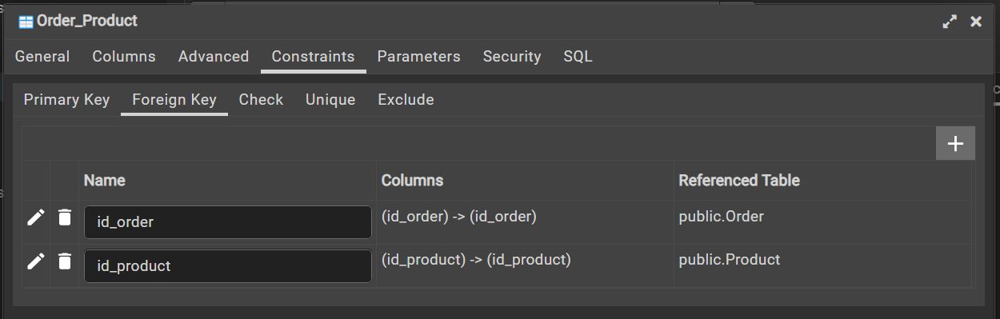 Order_Product
General Columns Advanced Constraints Parameters Security SQL
Primary Key Foreign Key Check Unique Exclude
Name Columns Referenced Table
id_order (id_order) -> (id_order) public.Order
id_product (id_product) -> (id_product) public.Product